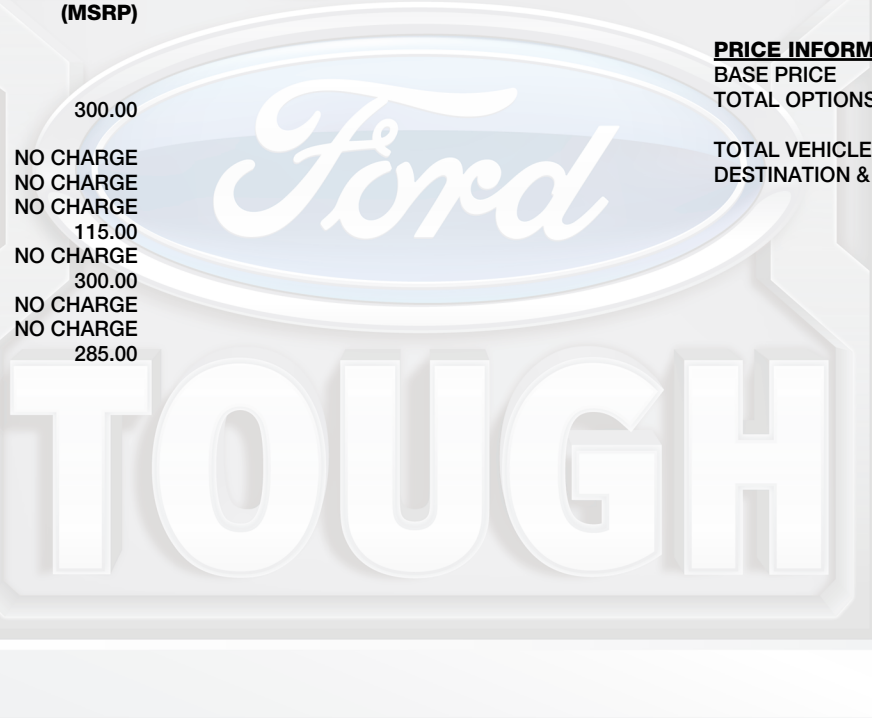 (MSRP)
300.00
NO CHARGE
NO CHARGE
NO CHARGE
115.00
NO CHARGE
300.00
NO CHARGE
NO CHARGE
285.00
PRICE INFORM
BASE PRICE
TOTAL OPTIONS
TOTAL VEHICLE
DESTINATION &
Ford
TOUGH